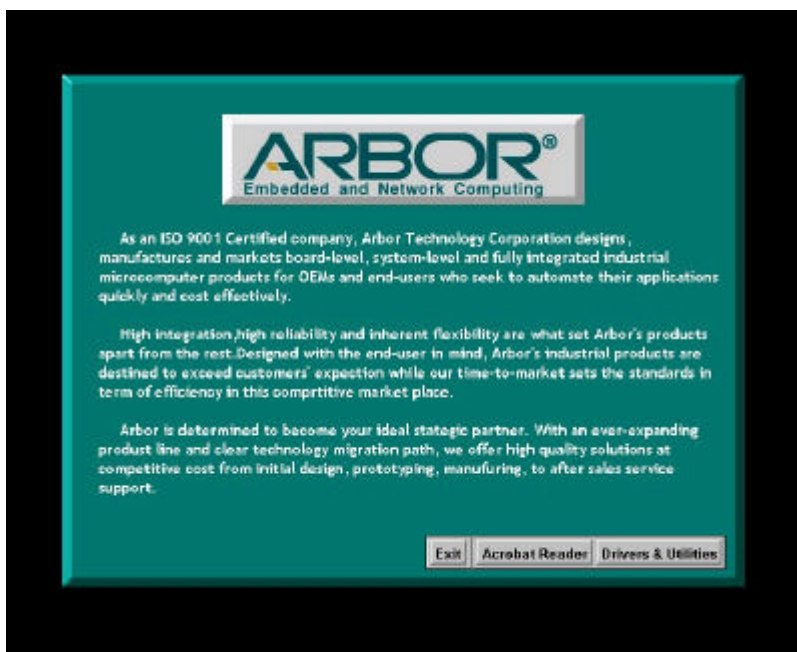 ARBOR®
Embedded and Network Computing
As an ISO 9001 Certified company, Arbor Technology Corporation designs,
manufactures and markets board-level, system-level and fully integrated industrial
microcomputer products for OEMs and end-users who seek to automate their applications
quickly and cost effectively.
High integration,high reliability and inherent flexibility are what set Arbor's products
apart from the rest.Designed with the end-user in mind, Arbor's industrial products are
destined to exceed customers' expection while our time-to-market sets the standards in
term of efficiency in this comprtitive market place.
Arbor is determined to become your ideal stategic partner. With an ever-expanding
product line and clear technology migration path, we offer high quality solutions at
competitive cost from initial design, prototyping, manufuring, to after sales service
support.
Exit Acrobat Reader Drivers & Utilities